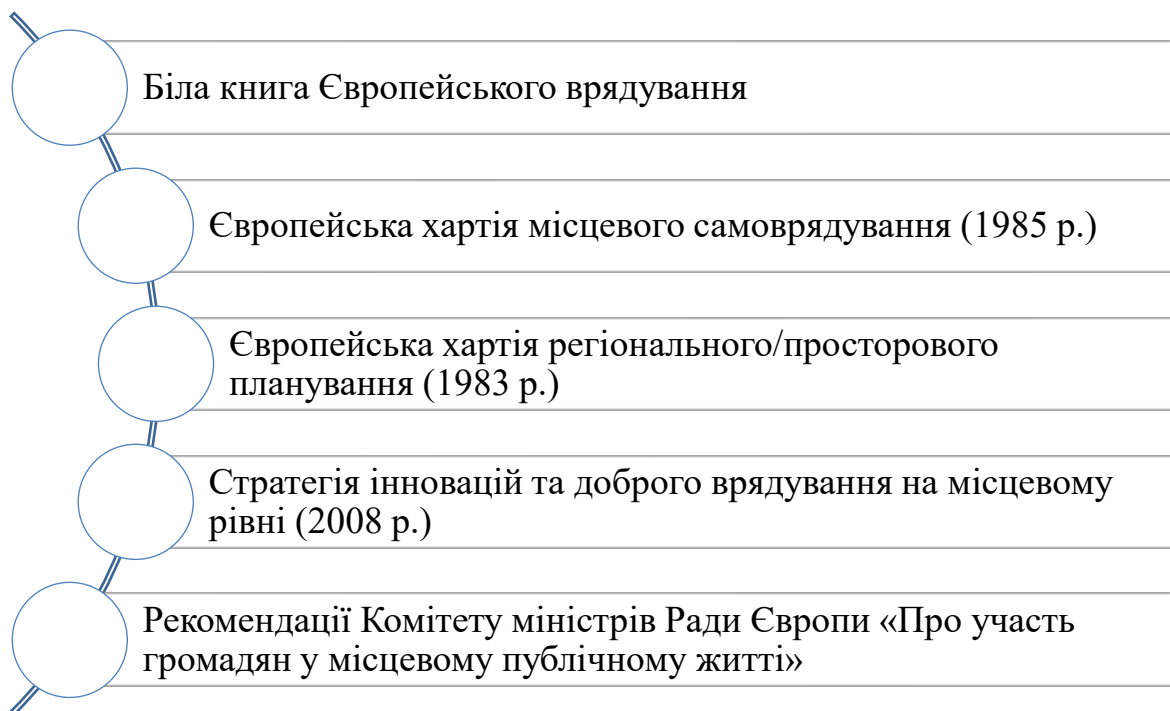 Біла книга Європейського врядування
Європейська хартія місцевого самоврядування (1985 р.)
Європейська хартія регіонального/просторового
планування (1983 р.)
Стратегія інновацій та доброго врядування на місцевому
рівні (2008 р.)
Рекомендації Комітету міністрів Ради Європи «Про участь
громадян у місцевому публічному житті»